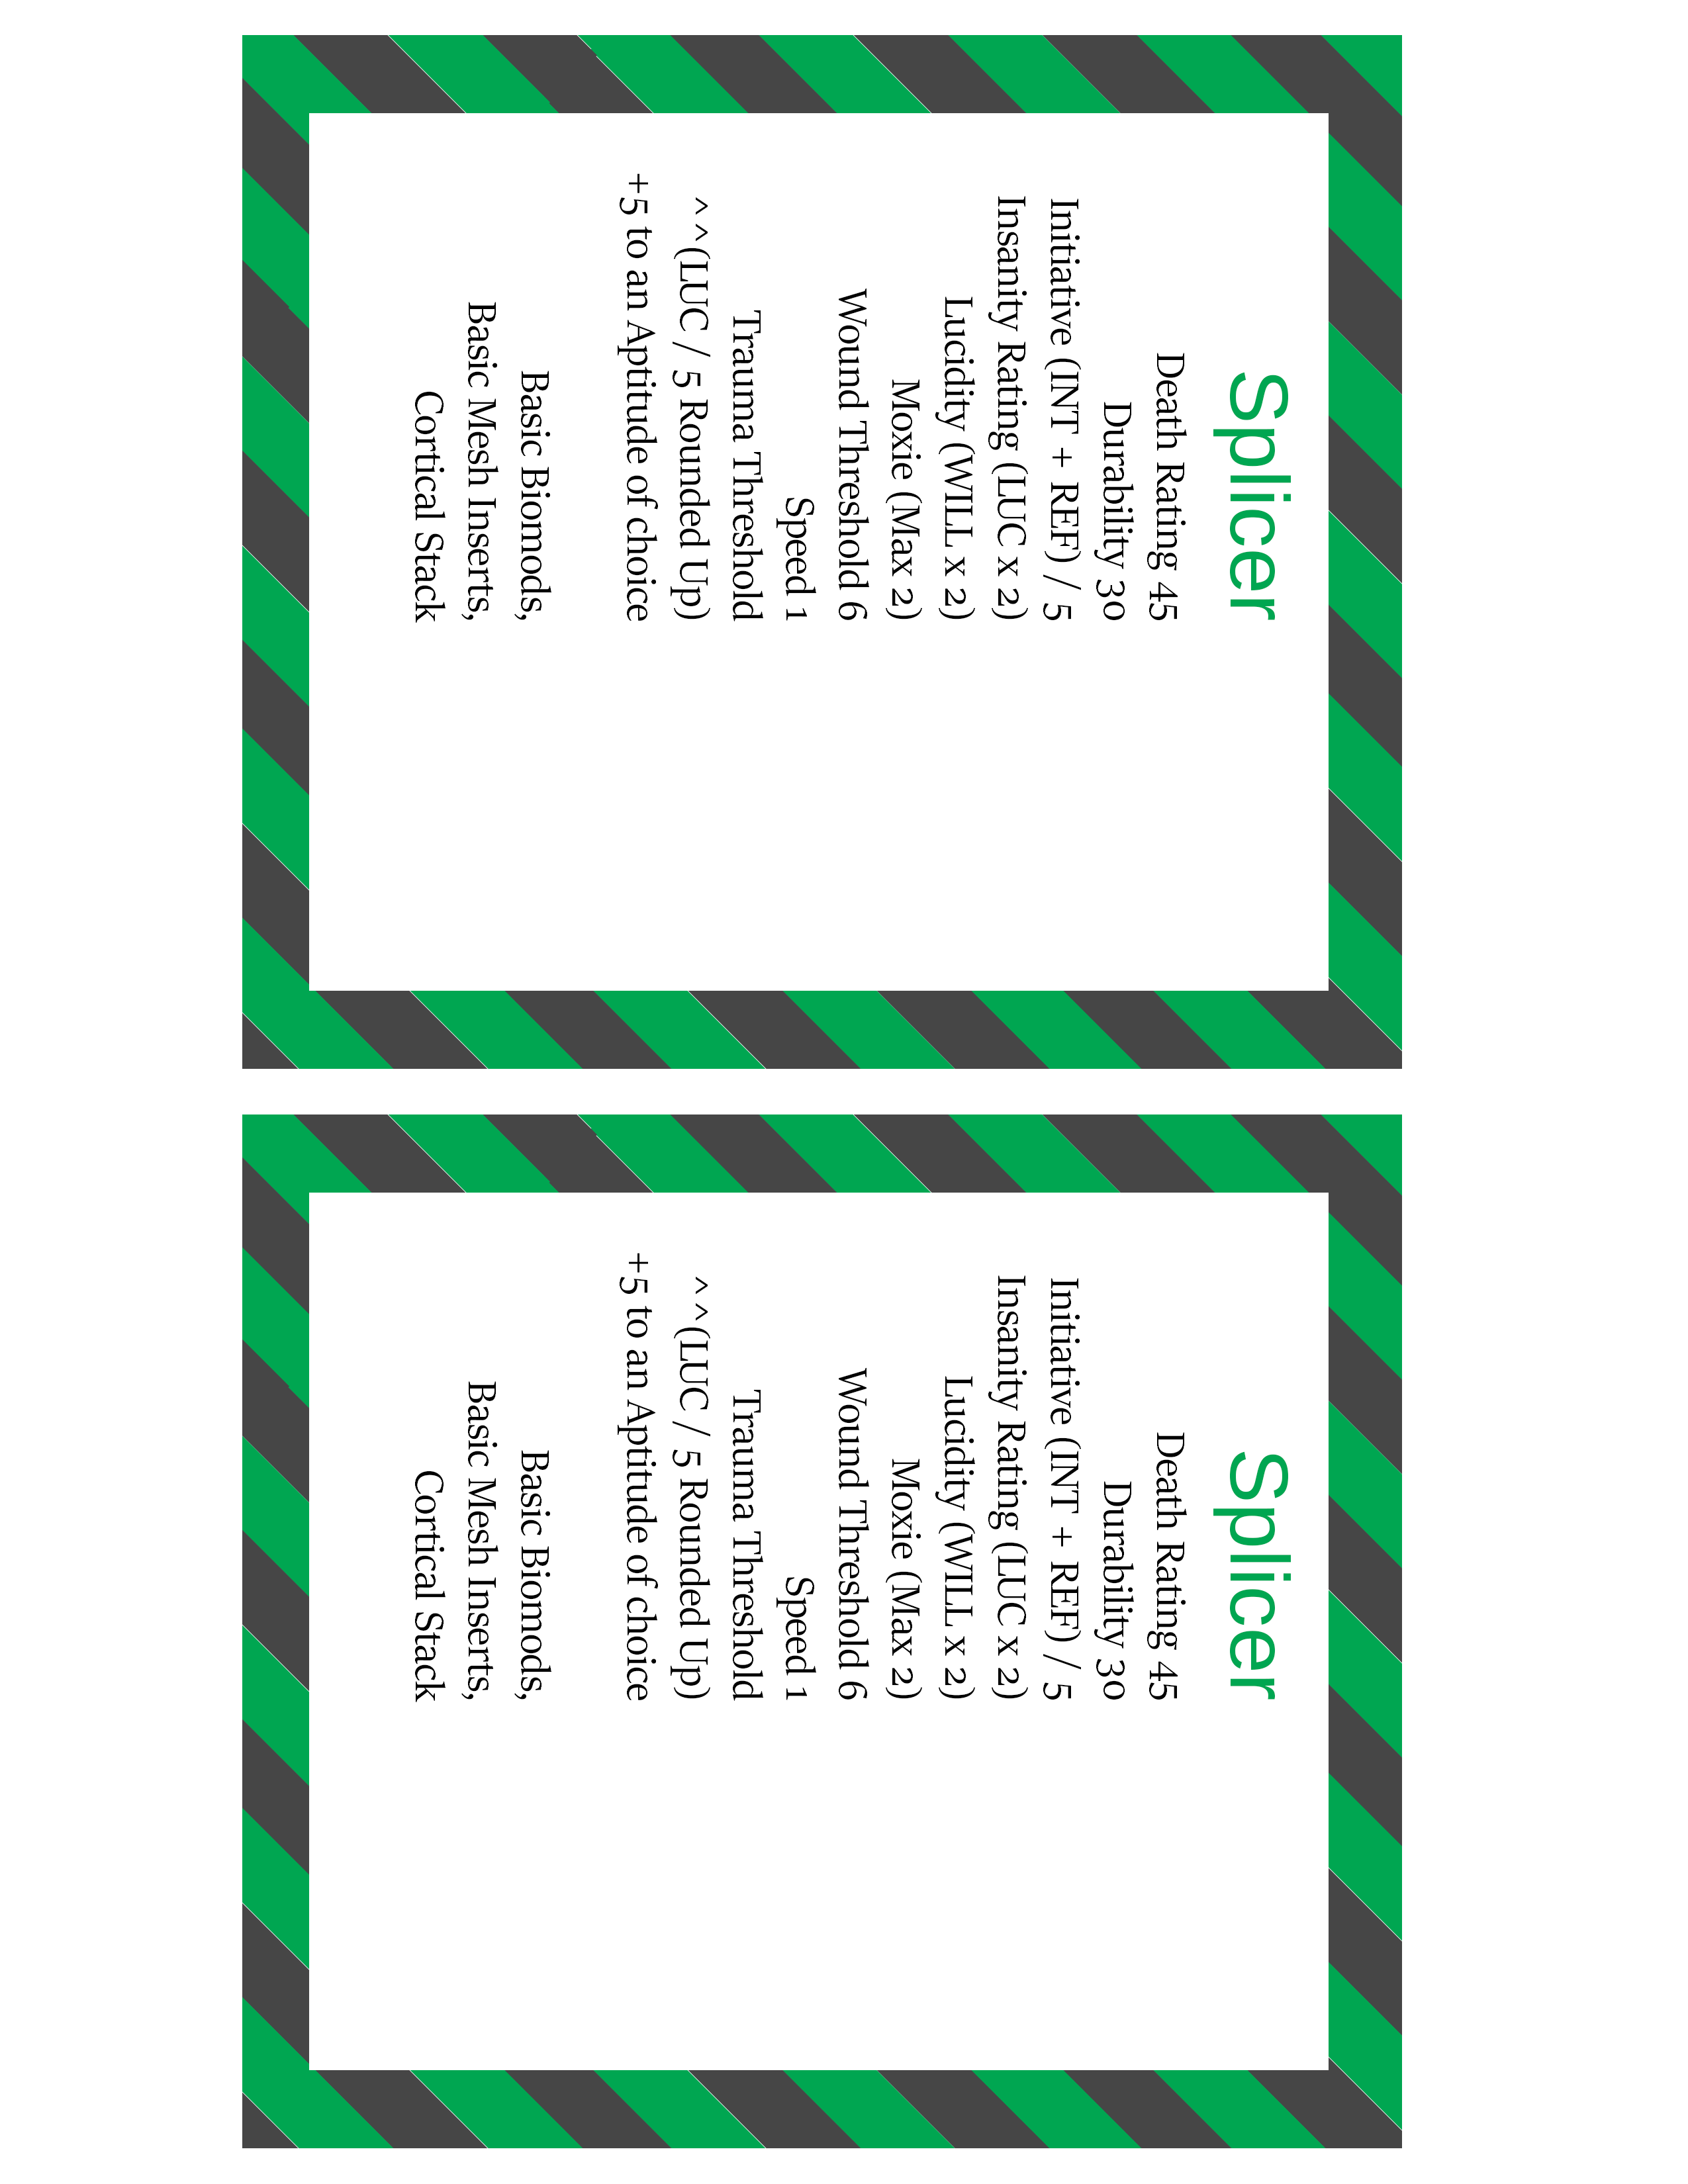 Splicer
Death Rating 45
Durability 30
Initiative (INT + REF) / 5
Insanity Rating (LUC x 2)
Lucidity (WILL x 2)
Moxie (Max 2)
Wound Threshold 6
Speed 1
Trauma Threshold
^^(LUC / 5 Rounded Up)
+5 to an Aptitude of choice
Basic Biomods,
Basic Mesh Inserts,
Cortical Stack
Splicer
Death Rating 45
Durability 30
Initiative (INT + REF) / 5
Insanity Rating (LUC x 2)
Lucidity (WILL x 2)
Moxie (Max 2)
Wound Threshold 6
Speed 1
Trauma Threshold
^^(LUC / 5 Rounded Up)
+5 to an Aptitude of choice
Basic Biomods,
Basic Mesh Inserts,
Cortical Stack